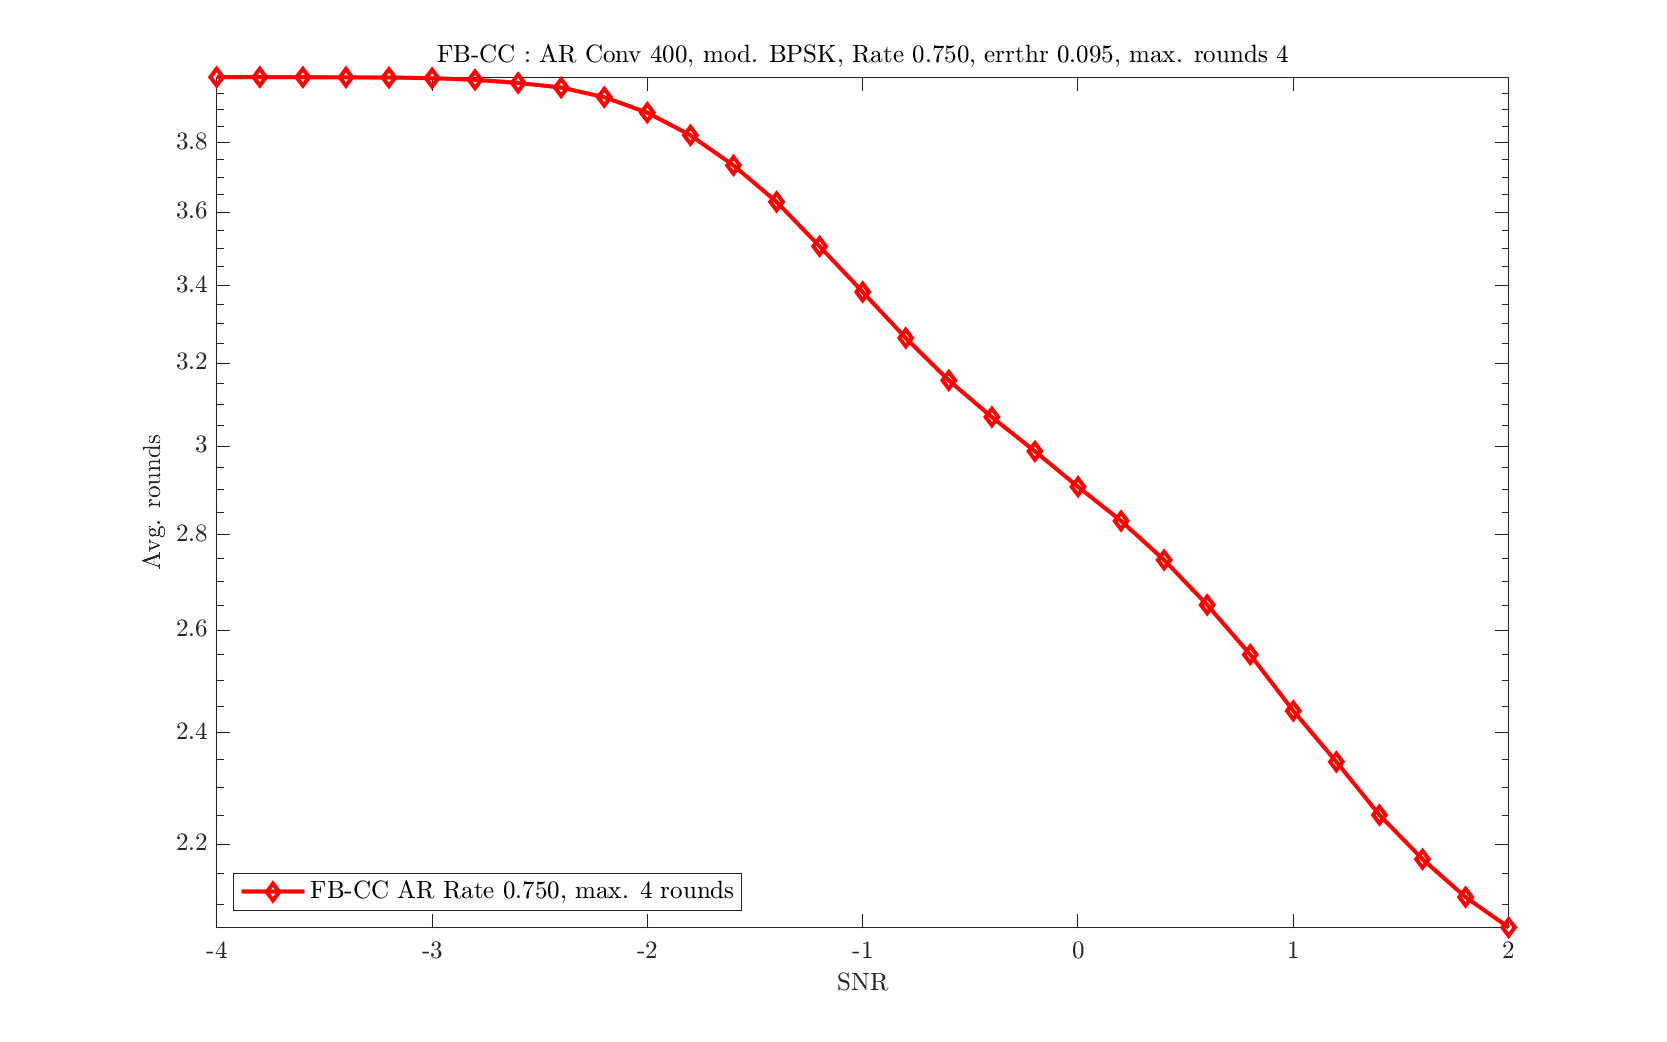 FB-CC : AR Conv 400, mod. BPSK, Rate 0.750, errthr 0.095, max. rounds 4
3.8
3.6
3.4
3.2
3
2.8
2.6
2.4
2.2
Avg. rounds
FB-CC AR Rate 0.750, max. 4 rounds
-4 -3 -2 -1 0 1 2
SNR